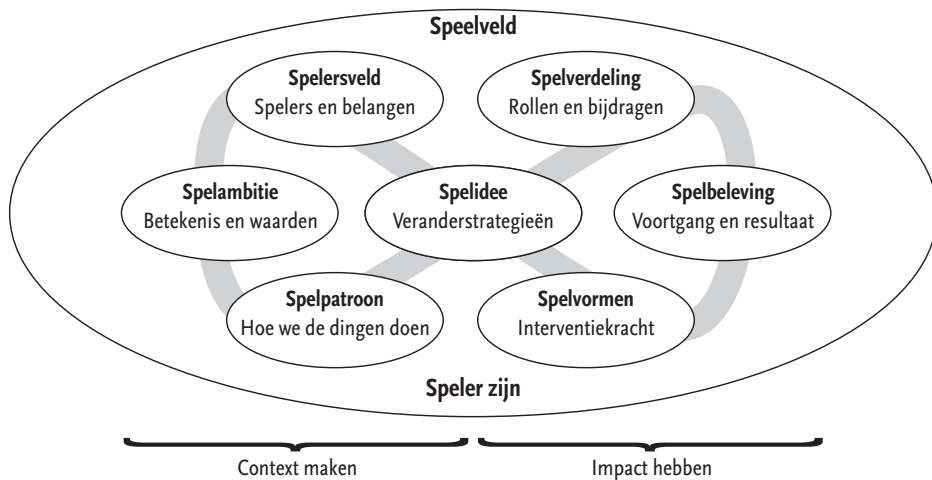 Speelveld
Spelersveld
Spelers en belangen
Spelverdeling
Rollen en bijdragen
Spelambitie
Betekenis en waarden
Spelidee
Veranderstrategieën
Spelbeleving
Voortgang en resultaat
Spelpatroon
Hoe we de dingen doen
Spelvormen
Interventiekracht
Speler zijn
Context maken
Impact hebben